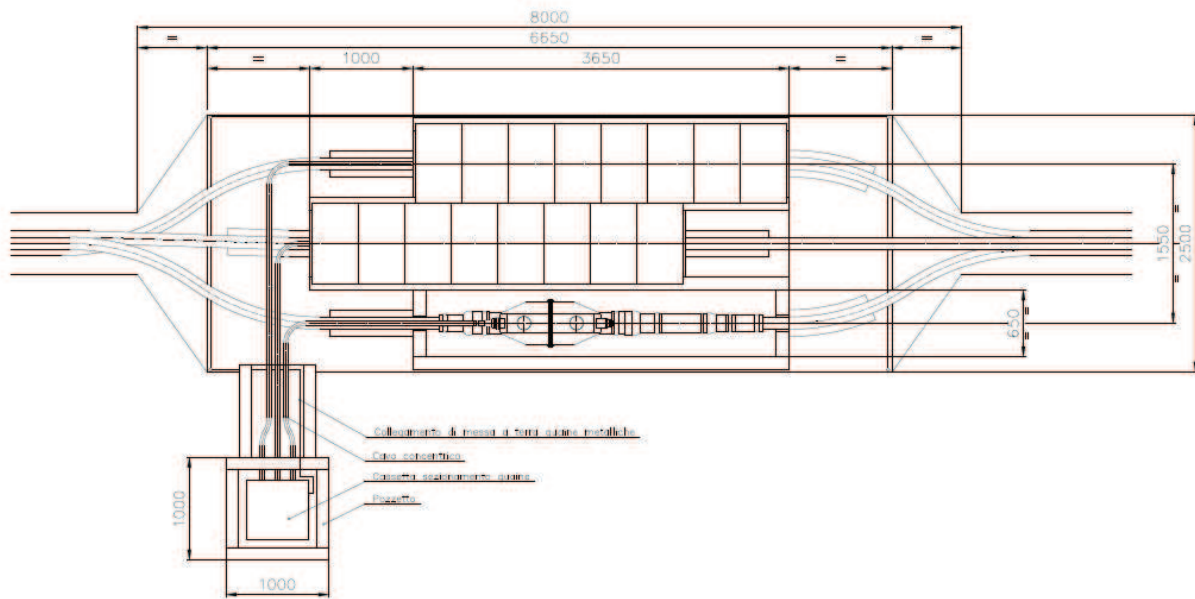 8000
= 6650 =
= 1000 3650 =
=
1550
2500
=
650
=
Collegamento di messa a terra guaine metalliche
Cavo concentrico
Cassetta sezionamento guaine
Pozzetto
1000
1000